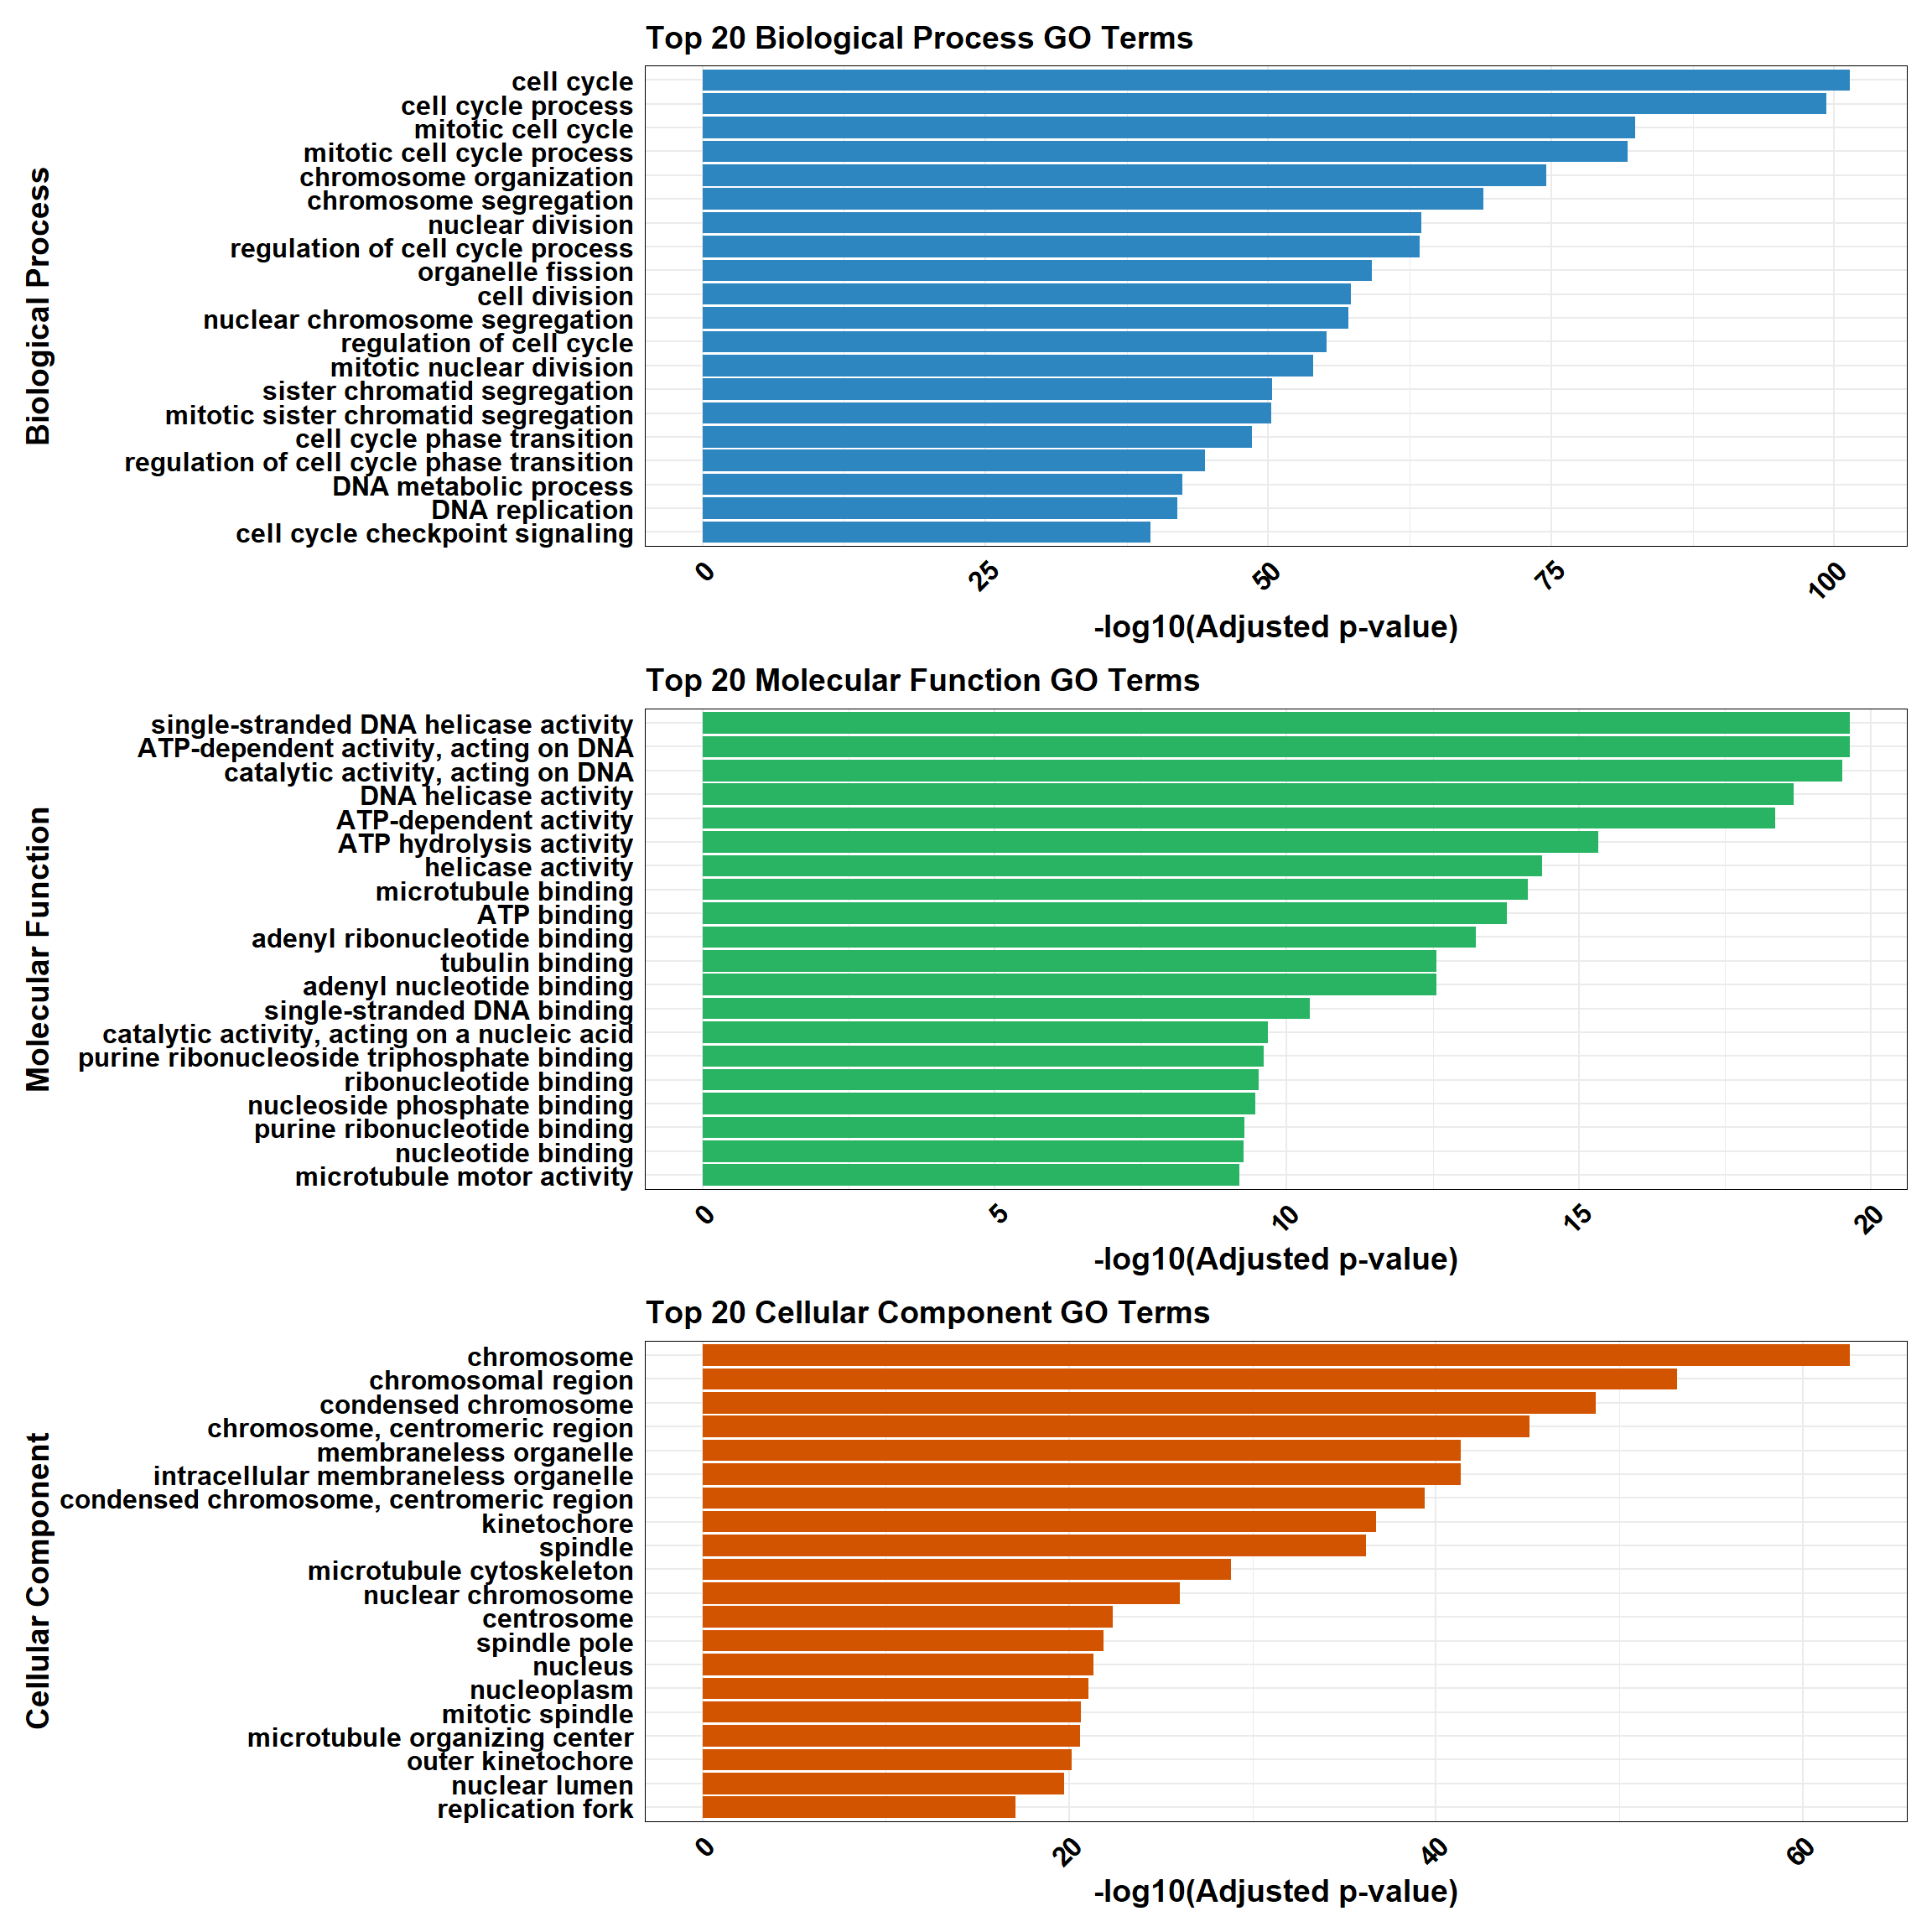 Top 20 Biological Process GO Terms
Biological Process
cell cycle
cell cycle process
mitotic cell cycle
mitotic cell cycle process
chromosome organization
chromosome segregation
nuclear division
regulation of cell cycle process
organelle fission
cell division
nuclear chromosome segregation
regulation of cell cycle
mitotic nuclear division
sister chromatid segregation
mitotic sister chromatid segregation
cell cycle phase transition
regulation of cell cycle phase transition
DNA metabolic process
DNA replication
cell cycle checkpoint signaling
0 25 50 75 100
-log10(Adjusted p-value)
Top 20 Molecular Function GO Terms
Molecular Function
single-stranded DNA helicase activity
ATP-dependent activity, acting on DNA
catalytic activity, acting on DNA
DNA helicase activity
ATP-dependent activity
ATP hydrolysis activity
helicase activity
microtubule binding
ATP binding
adenyl ribonucleotide binding
tubulin binding
adenyl nucleotide binding
single-stranded DNA binding
catalytic activity, acting on a nucleic acid
purine ribonucleoside triphosphate binding
ribonucleotide binding
nucleoside phosphate binding
purine ribonucleotide binding
nucleotide binding
microtubule motor activity
0 5 10 15 20
-log10(Adjusted p-value)
Top 20 Cellular Component GO Terms
Cellular Component
chromosome
chromosomal region
condensed chromosome
chromosome, centromeric region
membraneless organelle
intracellular membraneless organelle
condensed chromosome, centromeric region
kinetochore
spindle
microtubule cytoskeleton
nuclear chromosome
centrosome
spindle pole
nucleus
nucleoplasm
mitotic spindle
microtubule organizing center
outer kinetochore
nuclear lumen
replication fork
0 20 40 60
-log10(Adjusted p-value)